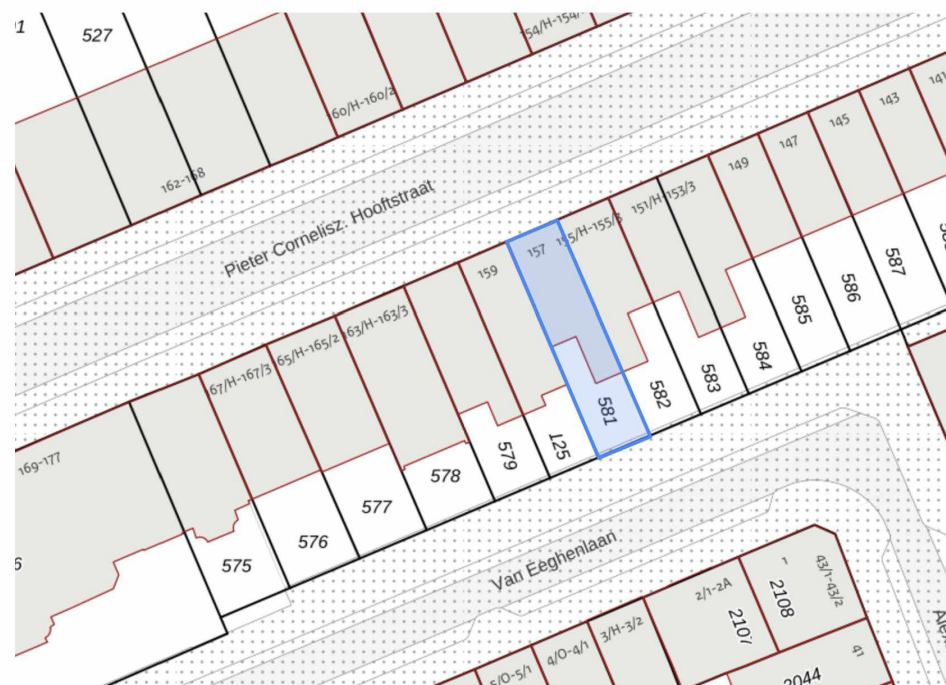 527
154/H-154/
160/H-160/2
162-168
Pieter Cornelisz. Hooftstraat
141
143
145
147
149
151/H-153/3
155/H-155/3
157
159
163/H-163/3
165/H-165/2
167/H-167/3
169-177
587
586
585
584
583
582
581
125
579
578
577
576
575
6
Van Eeghenlaan
43/1-43/2
1
2108
2/1-2A
2107
3/H-3/2
4/O-4/1
5/O-5/1
41
2044